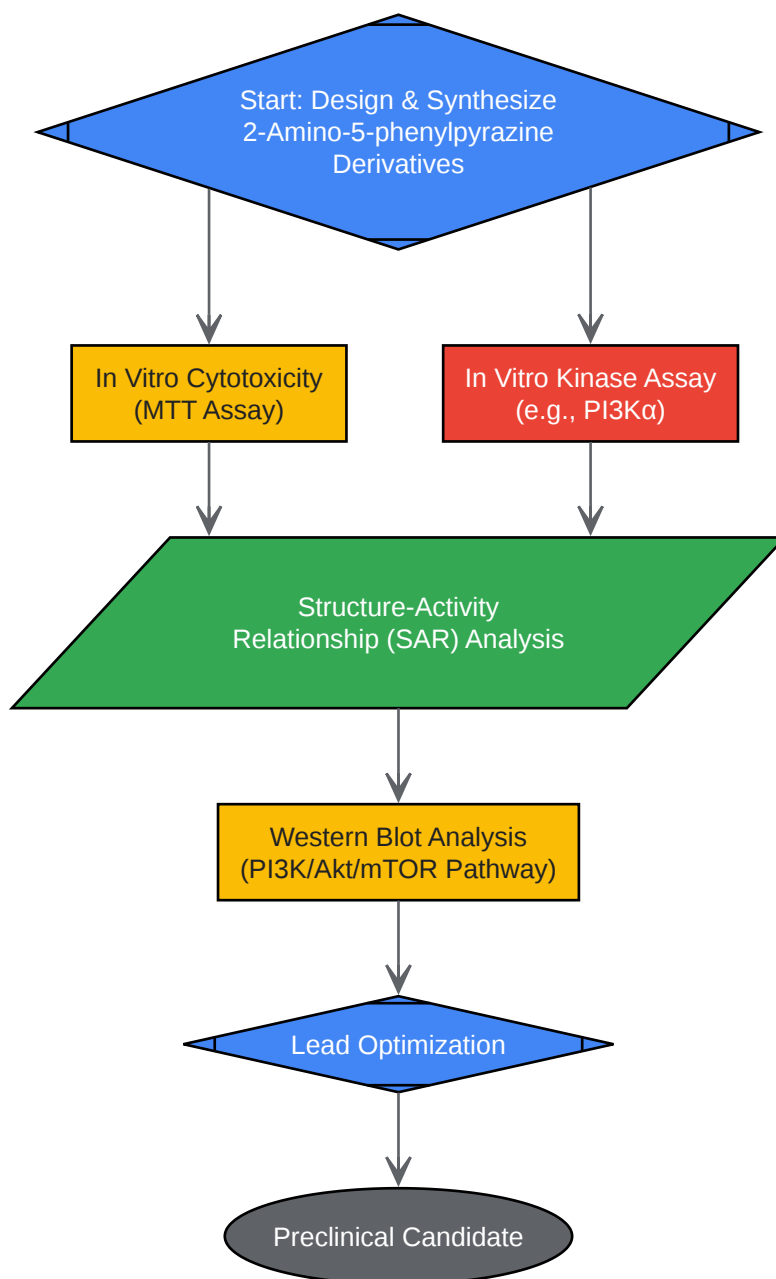 Start: Design & Synthesize
2-Amino-5-phenylpyrazine
Derivatives
In Vitro Cytotoxicity
(MTT Assay)
In Vitro Kinase Assay
(e.g., PI3Kα)
Structure-Activity
Relationship (SAR) Analysis
Western Blot Analysis
(PI3K/Akt/mTOR Pathway)
Lead Optimization
Preclinical Candidate